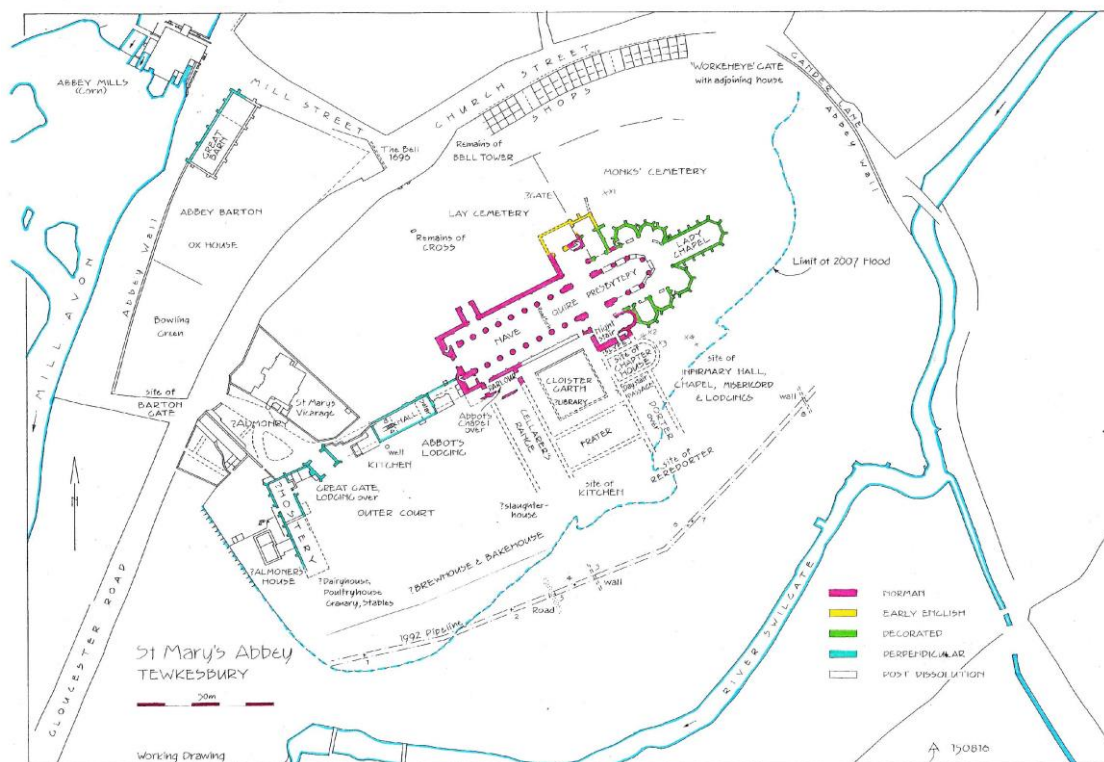 ABBEY MILLS
(Corn)
MILL STREET
CHURCH STREET
SHOPS
'WORKEHEYE' GATE
with adjoining house
GANDER LANE
Abbey Wall
GREAT
BARN
The Bell
1696
Remains of
BELL TOWER
MONKS' CEMETERY
?GATE
LAY CEMETERY
ABBEY BARTON
OX HOUSE
Abbey Wall
Remains of
CROSS
LADY
CHAPEL
Limit of 2007 Flood
MILL AVON
Bowling
Green
QUIRE
PRESBYTERY
NAVE
Night
Stair
Site of
CHAPTER
HOUSE
Site of
INFIRMARY HALL,
CHAPEL, MISERICORD
& LODGINGS
Wall
PARLOUR
CLOISTER
GARTH
?LIBRARY
PASSAGE
Site of
BARTON
GATE
St Mary's
Vicarage
?ALMONRY
HALL
Abbot's
Chapel
over
ABBOT'S
LODGING
Well
KITCHEN
CELLARER'S
RANGE
FRATER
DORTER
over
Site of
REREDORTER
Site of
KITCHEN
GREAT GATE,
LODGING over
OUTER COURT
?Slaughter-
house
?HOSTERY
?ALMONER'S
HOUSE
?Dairyhouse,
Poultryhouse
Granary, Stables
?BREWHOUSE & BAKEHOUSE
Wall
Road
1992 Pipeline
GLOUCESTER ROAD
RIVER SWILGATE
N
St Mary's Abbey
TEWKESBURY
50m
Working Drawing
NORMAN
EARLY ENGLISH
DECORATED
PERPENDICULAR
POST DISSOLUTION
150816